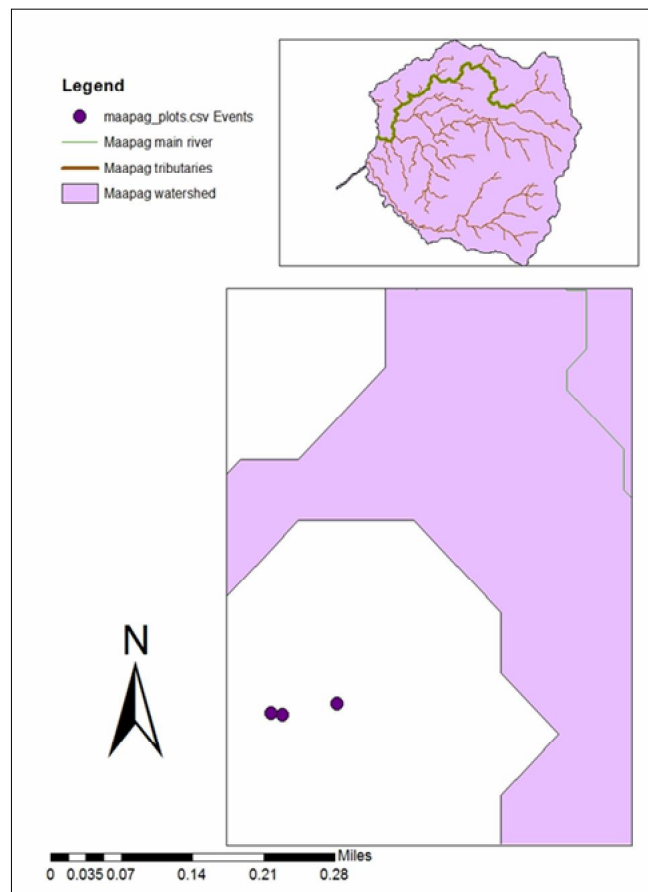 Legend
maapag_plots.csv Events
Maapag main river
Maapag tributaries
Maapag watershed
N
Miles
0 0.035 0.07 0.14 0.21 0.28